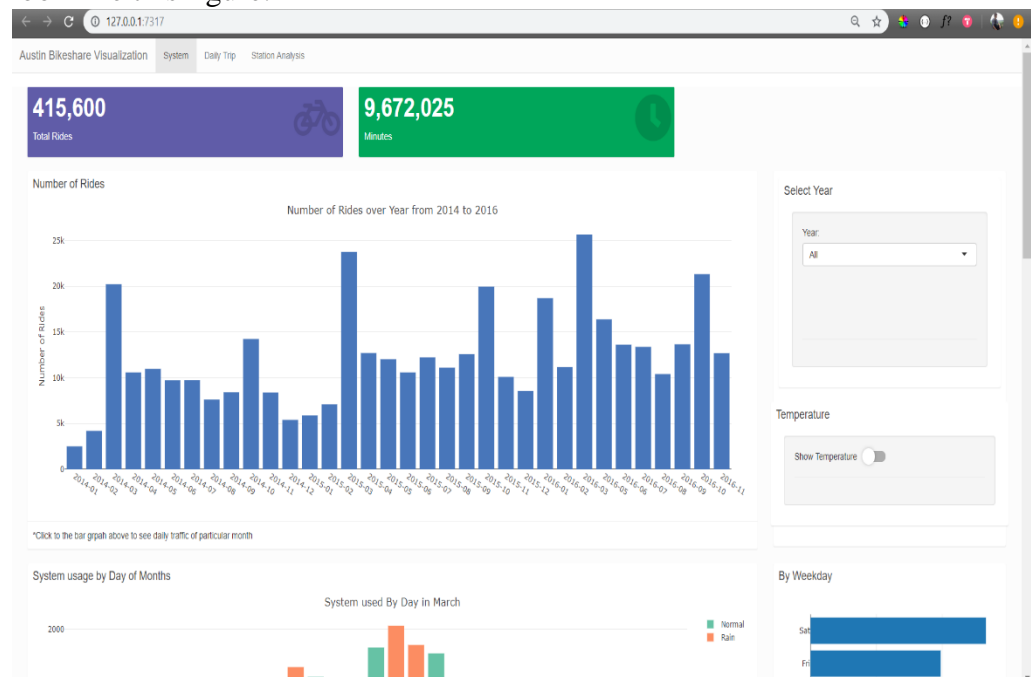 127.0.0.1:7317
Austin Bikeshare Visualization System Daily Trip Station Analysis
415,600
Total Rides
9,672,025
Minutes
Number of Rides
Number of Rides over Year from 2014 to 2016
25k
20k
15k
10k
5k
0
Number of Rides
2014-01
2014-02
2014-03
2014-04
2014-05
2014-06
2014-07
2014-08
2014-09
2014-10
2014-11
2014-12
2015-01
2015-02
2015-03
2015-04
2015-05
2015-06
2015-07
2015-08
2015-09
2015-10
2015-11
2015-12
2016-01
2016-02
2016-03
2016-05
2016-06
2016-07
2016-08
2016-09
2016-10
2016-11
*Click to the bar grpah above to see daily traffic of particular month
Select Year
Year:
All
Temperature
Show Temperature
System usage by Day of Months
System used By Day in March
2000
Normal
Rain
By Weekday
Sat
Fri